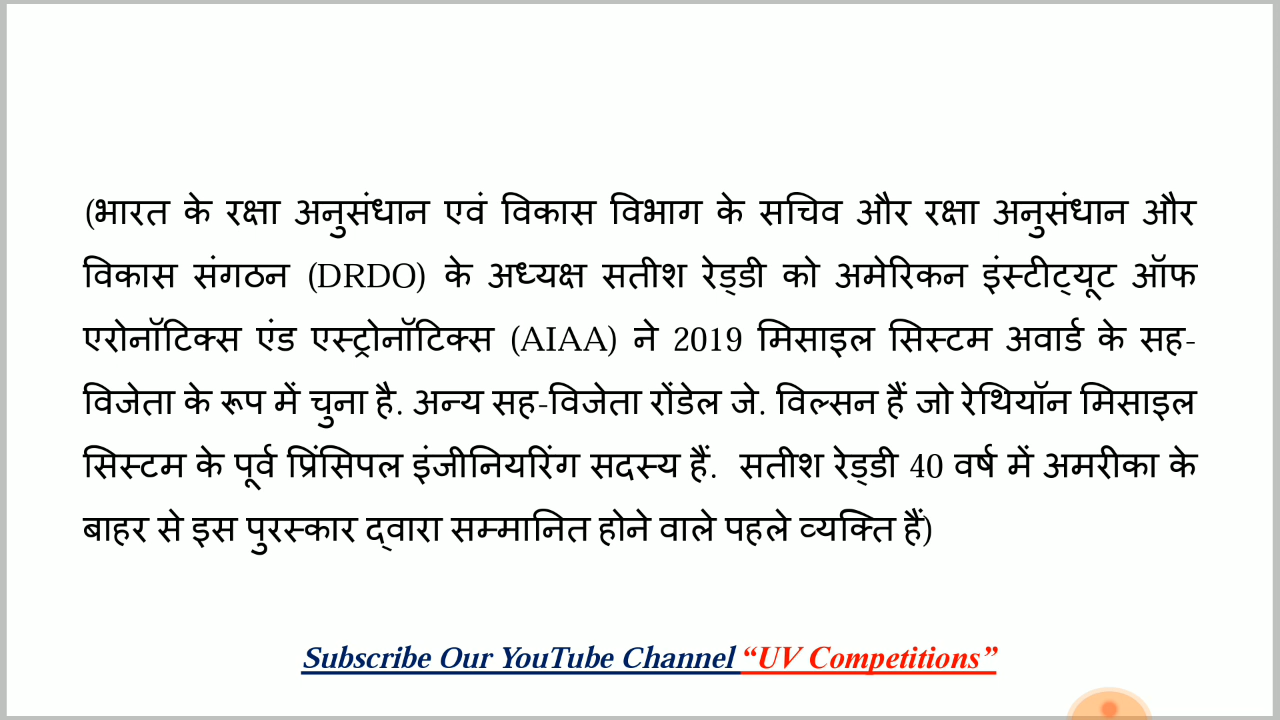 (भारत के रक्षा अनुसंधान एवं विकास विभाग के सचिव और रक्षा अनुसंधान और
विकास संगठन (DRDO) के अध्यक्ष सतीश रेड्डी को अमेरिकन इंस्टीट्यूट ऑफ
एरोनॉटिक्स एंड एस्ट्रोनॉटिक्स (AIAA) ने 2019 मिसाइल सिस्टम अवार्ड के सह-
विजेता के रूप में चुना है. अन्य सह-विजेता रोंडेल जे. विल्सन हैं जो रेथियॉन मिसाइल
सिस्टम के पूर्व प्रिंसिपल इंजीनियरिंग सदस्य हैं. सतीश रेड्डी 40 वर्ष में अमरीका के
बाहर से इस पुरस्कार द्वारा सम्मानित होने वाले पहले व्यक्ति हैं)
Subscribe Our YouTube Channel “UV Competitions”